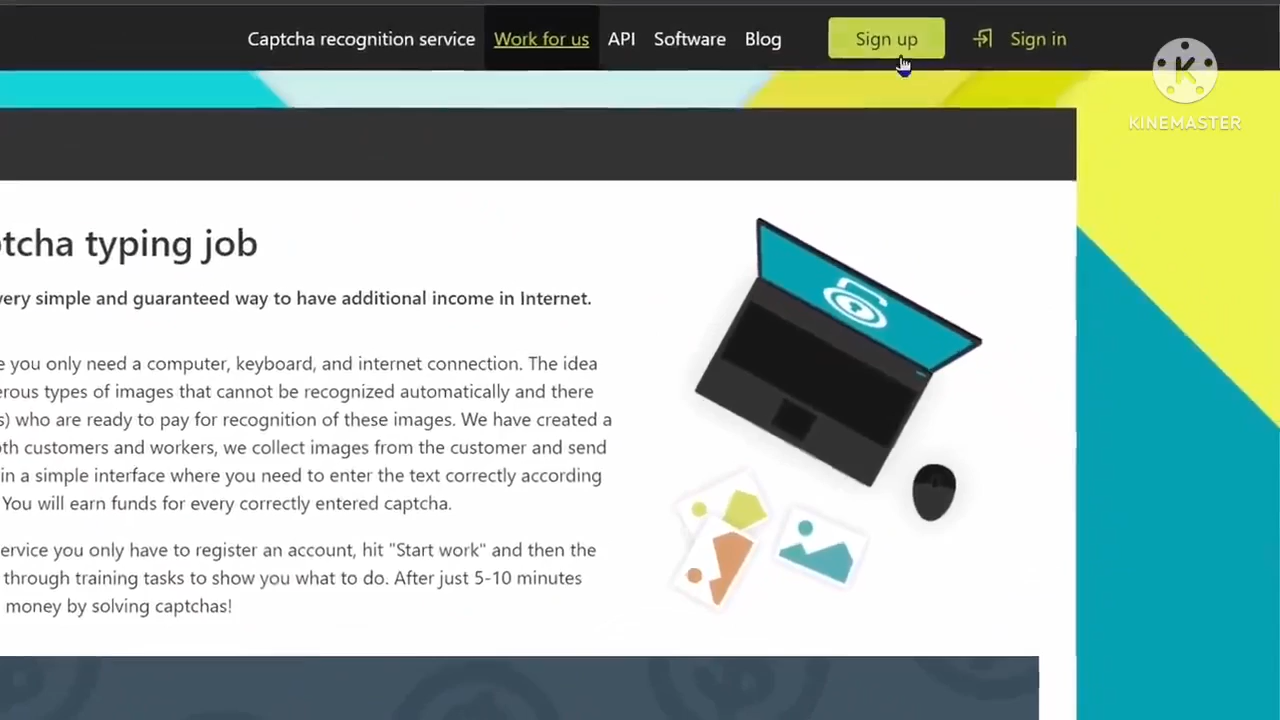 Captcha recognition service Work for us API Software Blog Sign up Sign in
KINEMASTER
tcha typing job
very simple and guaranteed way to have additional income in Internet.
e you only need a computer, keyboard, and internet connection. The idea
erous types of images that cannot be recognized automatically and there
s) who are ready to pay for recognition of these images. We have created a
oth customers and workers, we collect images from the customer and send
in a simple interface where you need to enter the text correctly according
You will earn funds for every correctly entered captcha.
ervice you only have to register an account, hit "Start work" and then the
through training tasks to show you what to do. After just 5-10 minutes
money by solving captchas!